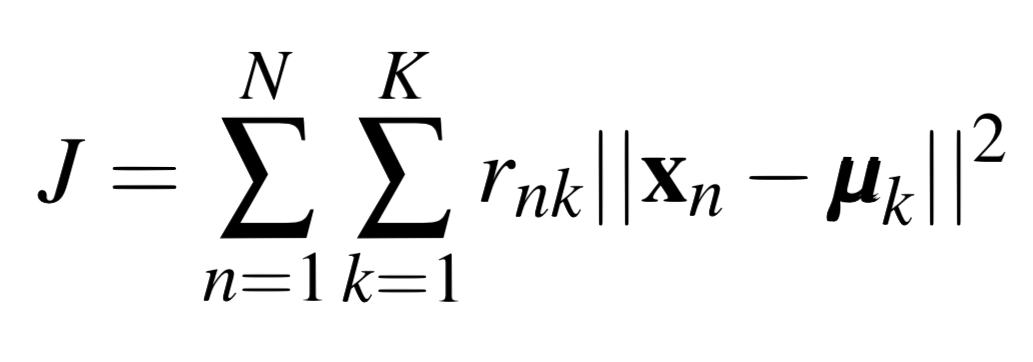 J = \sum_{n=1}^{N} \sum_{k=1}^{K} r_{nk} ||\mathbf{x}_n - \boldsymbol{\mu}_k||^2